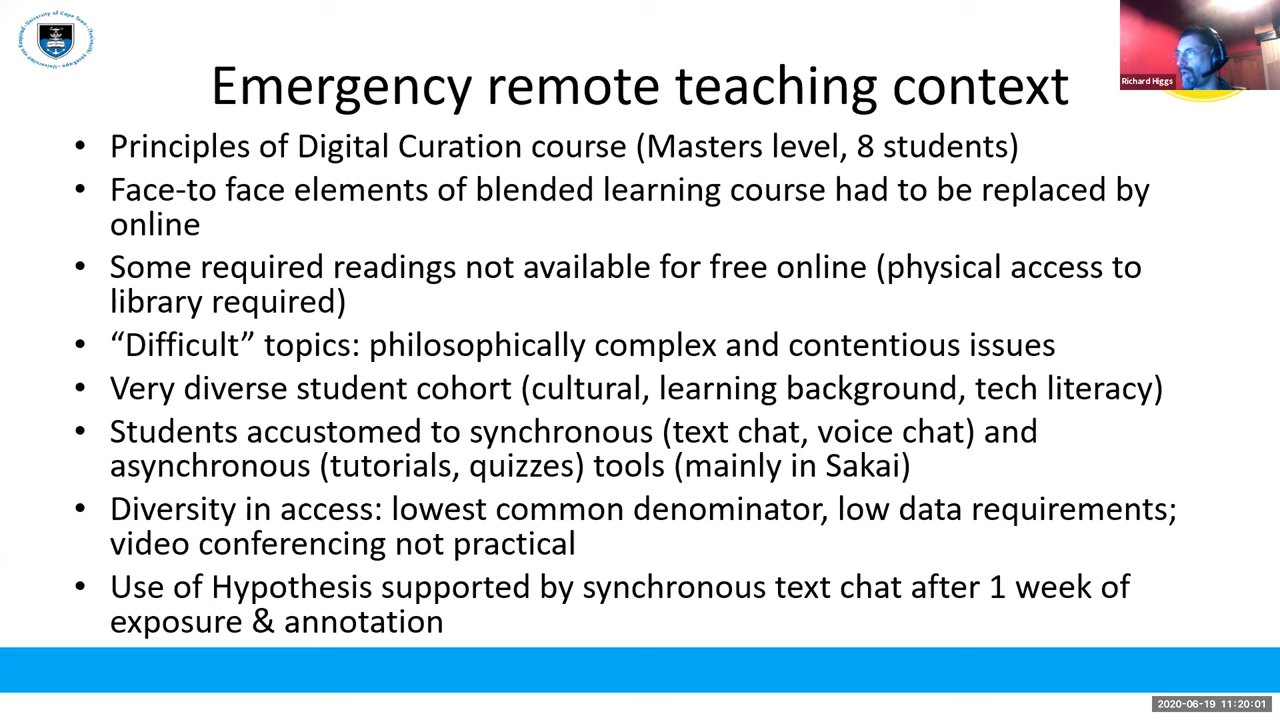 Emergency remote teaching context
Richard Higgs
• Principles of Digital Curation course (Masters level, 8 students)
• Face-to face elements of blended learning course had to be replaced by
online
• Some required readings not available for free online (physical access to
library required)
• “Difficult” topics: philosophically complex and contentious issues
• Very diverse student cohort (cultural, learning background, tech literacy)
• Students accustomed to synchronous (text chat, voice chat) and
asynchronous (tutorials, quizzes) tools (mainly in Sakai)
• Diversity in access: lowest common denominator, low data requirements;
video conferencing not practical
• Use of Hypothesis supported by synchronous text chat after 1 week of
exposure & annotation
2020-06-19 11:20:01